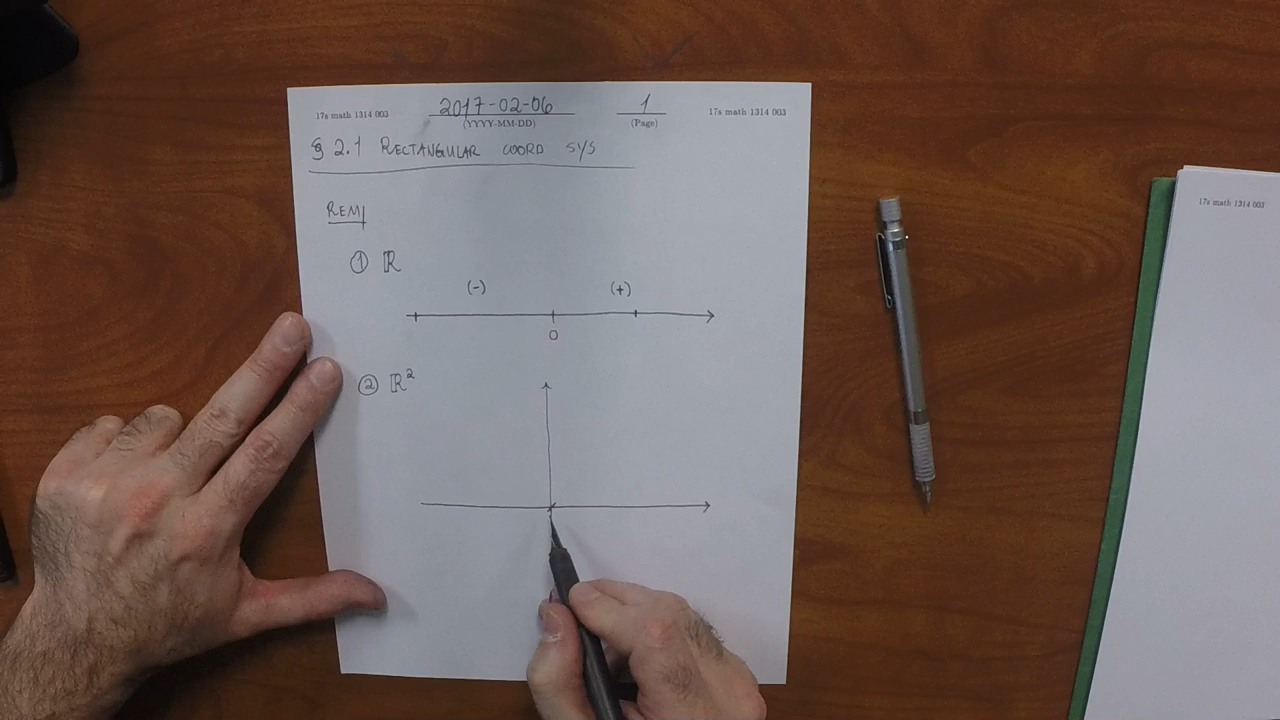 17s math 1314 003 2017-02-06 1 17s math 1314 003
(YYYY-MM-DD) (Page)
§ 2.1 RECTANGULAR COORD SYS
REM
① ℝ
(-) (+)
0
② ℝ²
17s math 1314 003